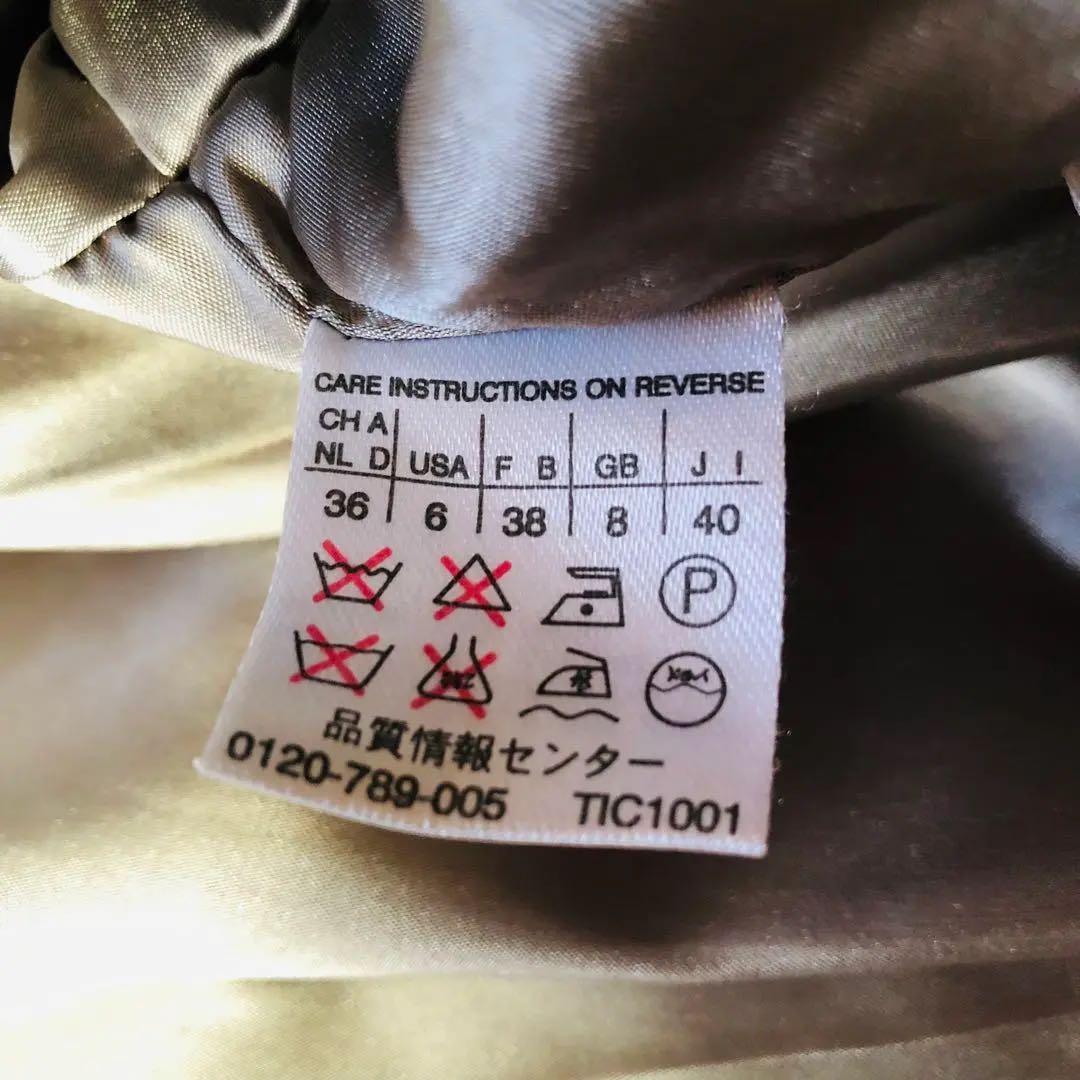 CARE INSTRUCTIONS ON REVERSE
CH A
NL D USA F B GB J I
36 6 38 8 40
P
品質情報センター
0120-789-005 TIC1001